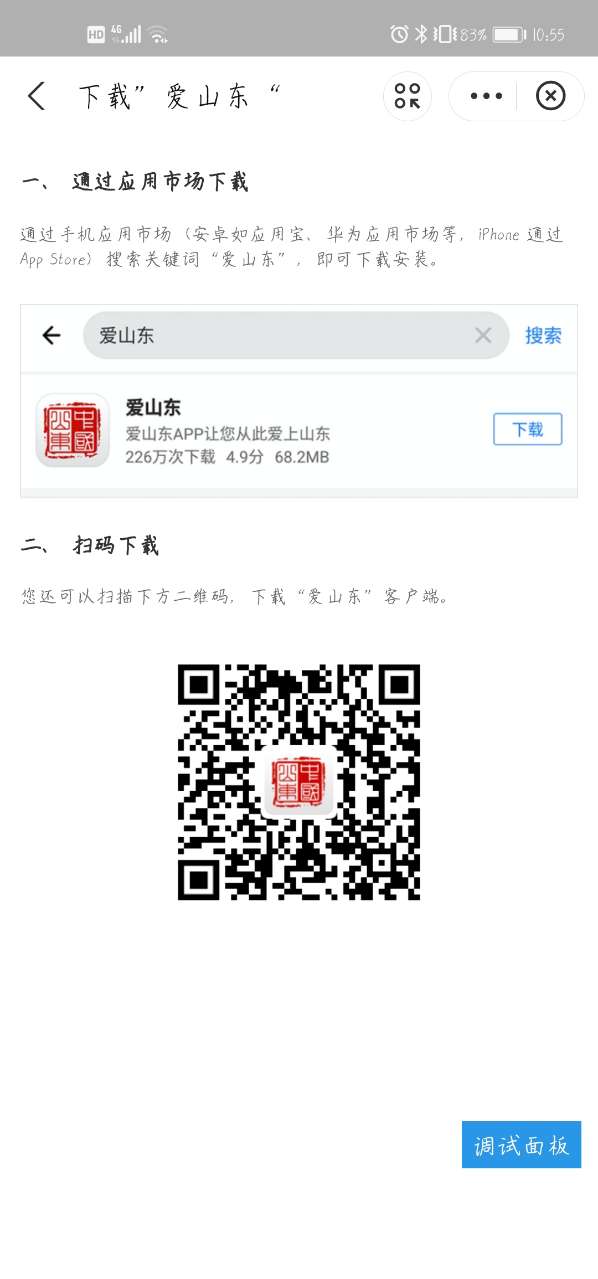 HD 4G 83% 10:55
下载”爱山东“
一、 通过应用市场下载
通过手机应用市场（安卓如应用宝、华为应用市场等，iPhone 通过
App Store）搜索关键词“爱山东”，即可下载安装。
爱山东 搜索
爱山东
爱山东APP让您从此爱上山东
226万次下载 4.9分 68.2MB
下载
二、 扫码下载
您还可以扫描下方二维码，下载“爱山东”客户端。
调试面板